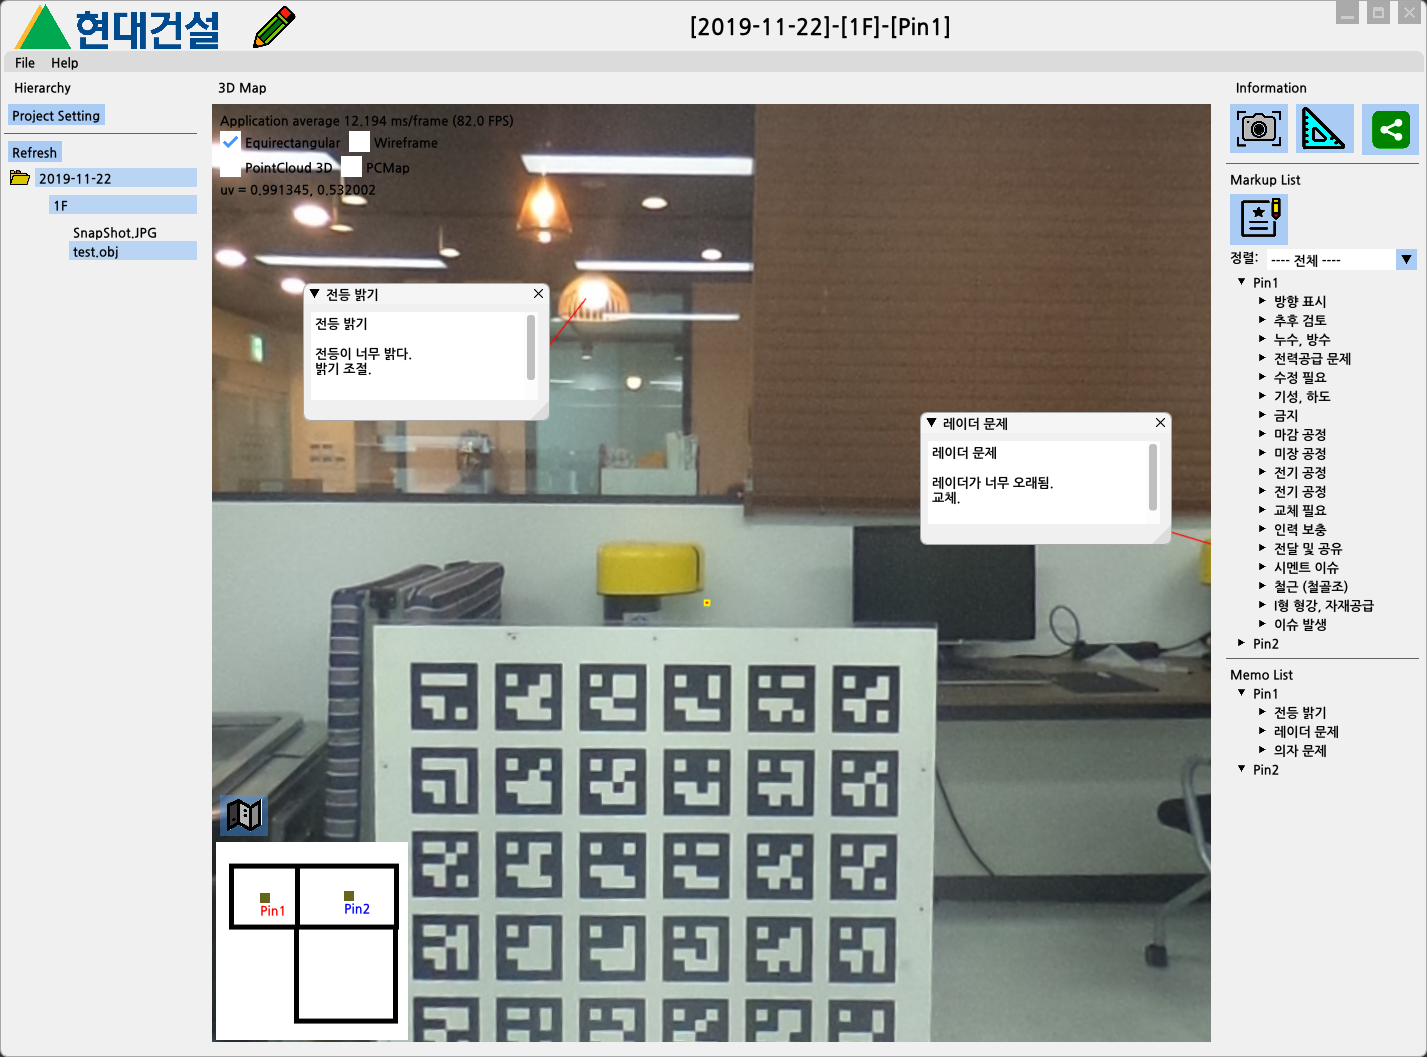 현대건설
[2019-11-22]-[1F]-[Pin1]
File Help
Hierarchy
Project Setting
Refresh
2019-11-22
1F
SnapShot.JPG
test.obj
3D Map
Application average 12.194 ms/frame (82.0 FPS)
Equirectangular Wireframe
PointCloud 3D PCMap
uv = 0.991345, 0.532002
전등 밝기
전등 밝기
전등이 너무 밝다.
밝기 조절.
레이더 문제
레이더 문제
레이더가 너무 오래됨.
교체.
Pin1
Pin2
Information
Markup List
정렬: ---- 전체 ----
Pin1
방향 표시
추후 검토
누수, 방수
전력공급 문제
수정 필요
기성, 하도
금지
마감 공정
미장 공정
전기 공정
전기 공정
교체 필요
인력 보충
전달 및 공유
시멘트 이슈
철근 (철골조)
I형 형강, 자재공급
이슈 발생
Pin2
Memo List
Pin1
전등 밝기
레이더 문제
의자 문제
Pin2